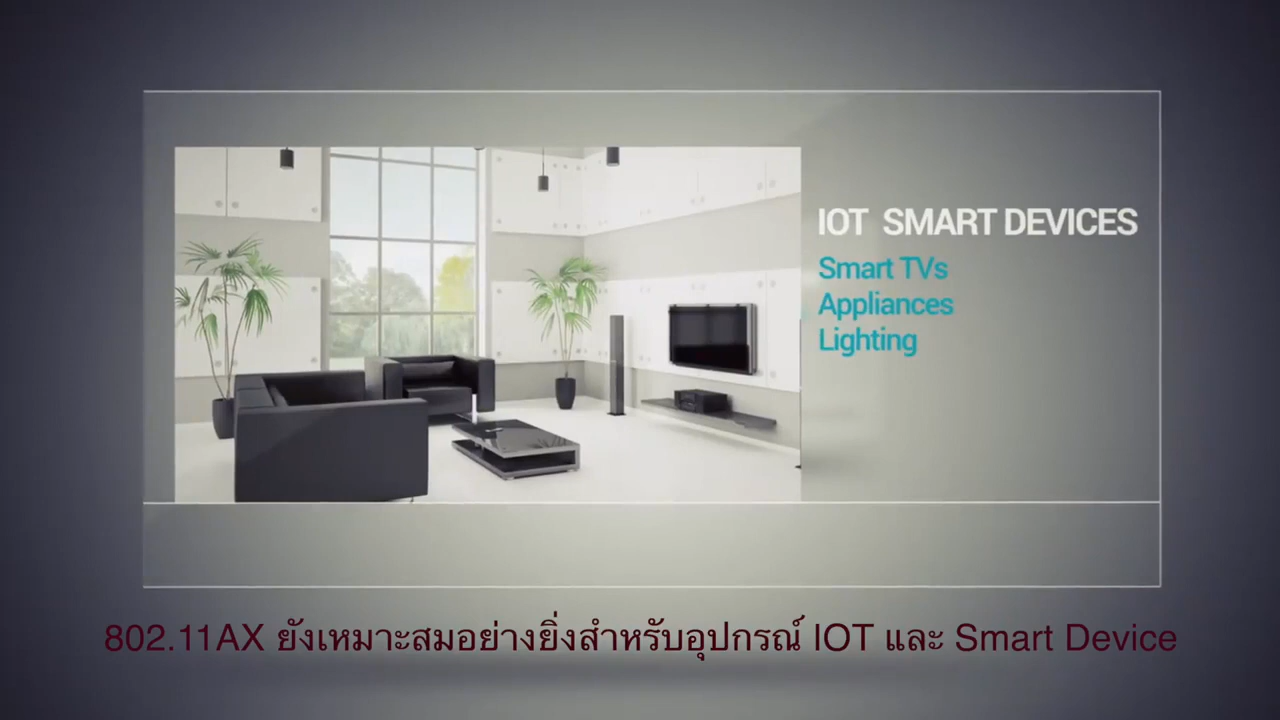 IOT SMART DEVICES
Smart TVs
Appliances
Lighting
802.11AX ยังเหมาะสมอย่างยิ่งสำหรับอุปกรณ์ IOT และ Smart Device